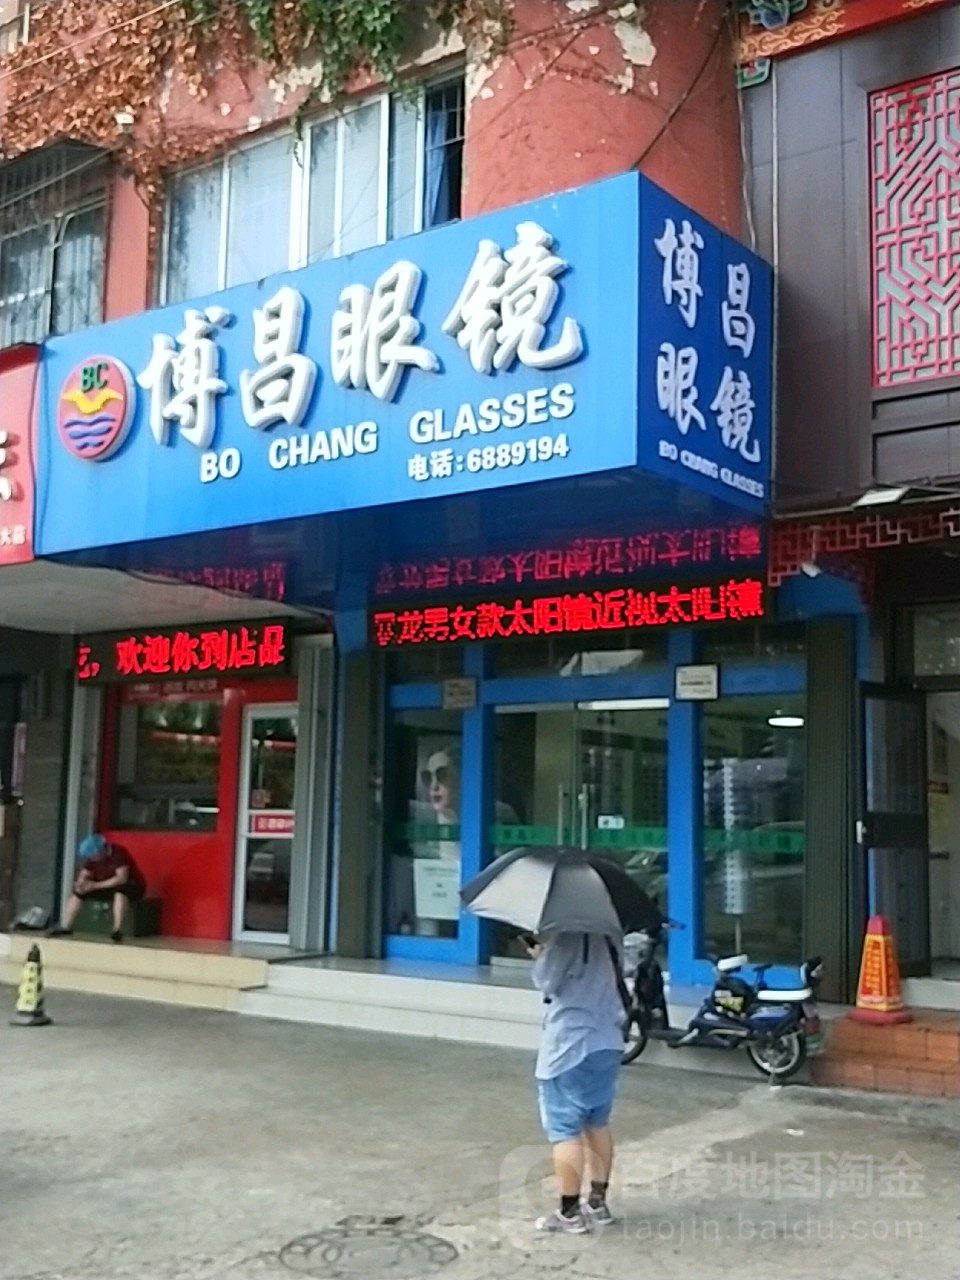 BC
博昌眼镜
BO CHANG GLASSES
电话:6889194
博昌
眼镜
BO CHANG GLASSES
，欢迎你到店品
龙男女款太阳镜近视太阳镜
百度地图淘金
taojin.baidu.com